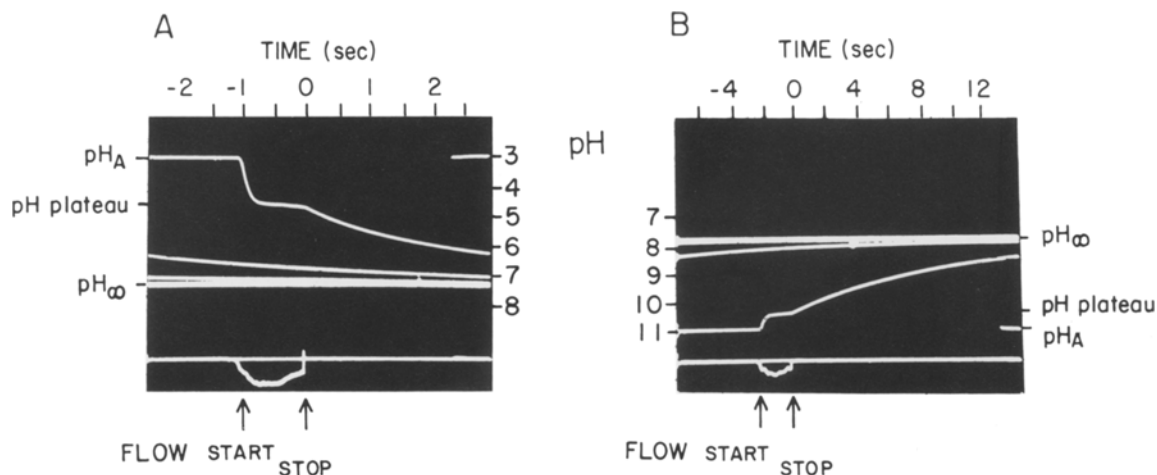 A
TIME (sec)
-2 -1 0 1 2
pHA
pH plateau
pH∞
3
4
5
6
7
8
FLOW START STOP
B
TIME (sec)
-4 0 4 8 12
pH
7
8
9
10
11
pH∞
pH plateau
pHA
FLOW START STOP